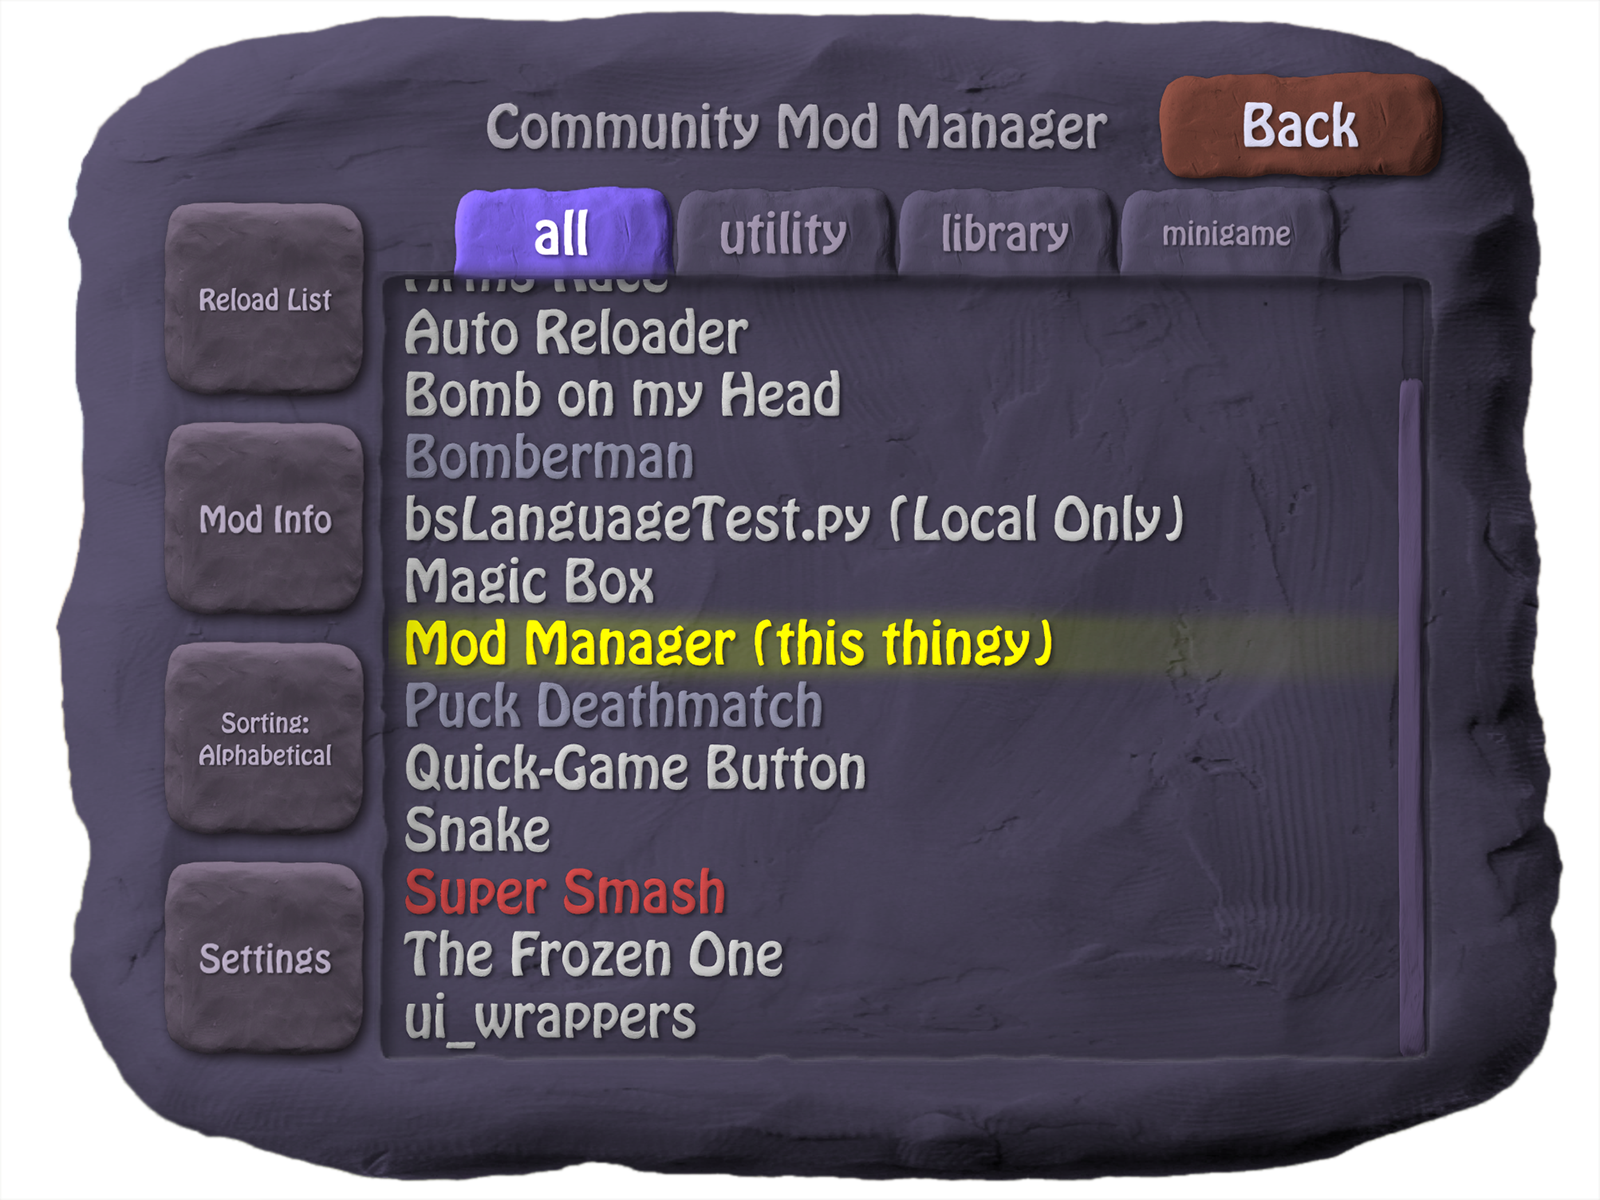 Community Mod Manager
Back
all
utility
library
minigame
Reload List
Mod Info
Sorting:
Alphabetical
Settings
Auto Reloader
Bomb on my Head
Bomberman
bsLanguageTest.py (Local Only)
Magic Box
Mod Manager (this thingy)
Puck Deathmatch
Quick-Game Button
Snake
Super Smash
The Frozen One
ui_wrappers